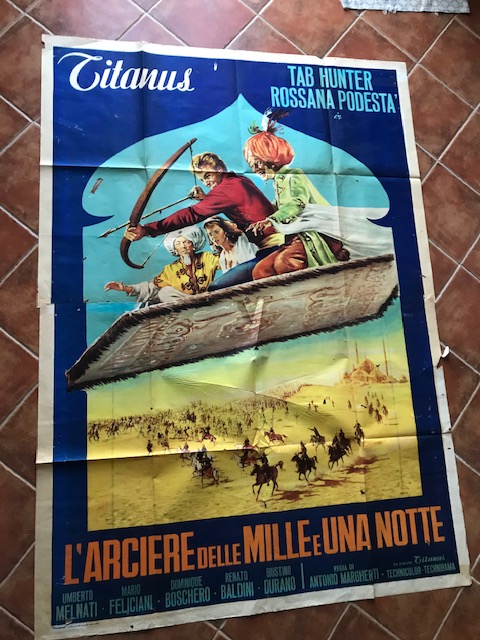 Titanus
TAB HUNTER
ROSSANA PODESTA'
in
L'ARCIERE DELLE MILLE E UNA NOTTE
UMBERTO MELNATI
MARIO FELICIANI
DOMINIQUE BOSCHERO
RENATO BALDINI
GIUSTINO DURANO
REGIA DI
ANTONIO MARGHERITI
Titanus
TECHNICOLOR - TECHNIRAMA